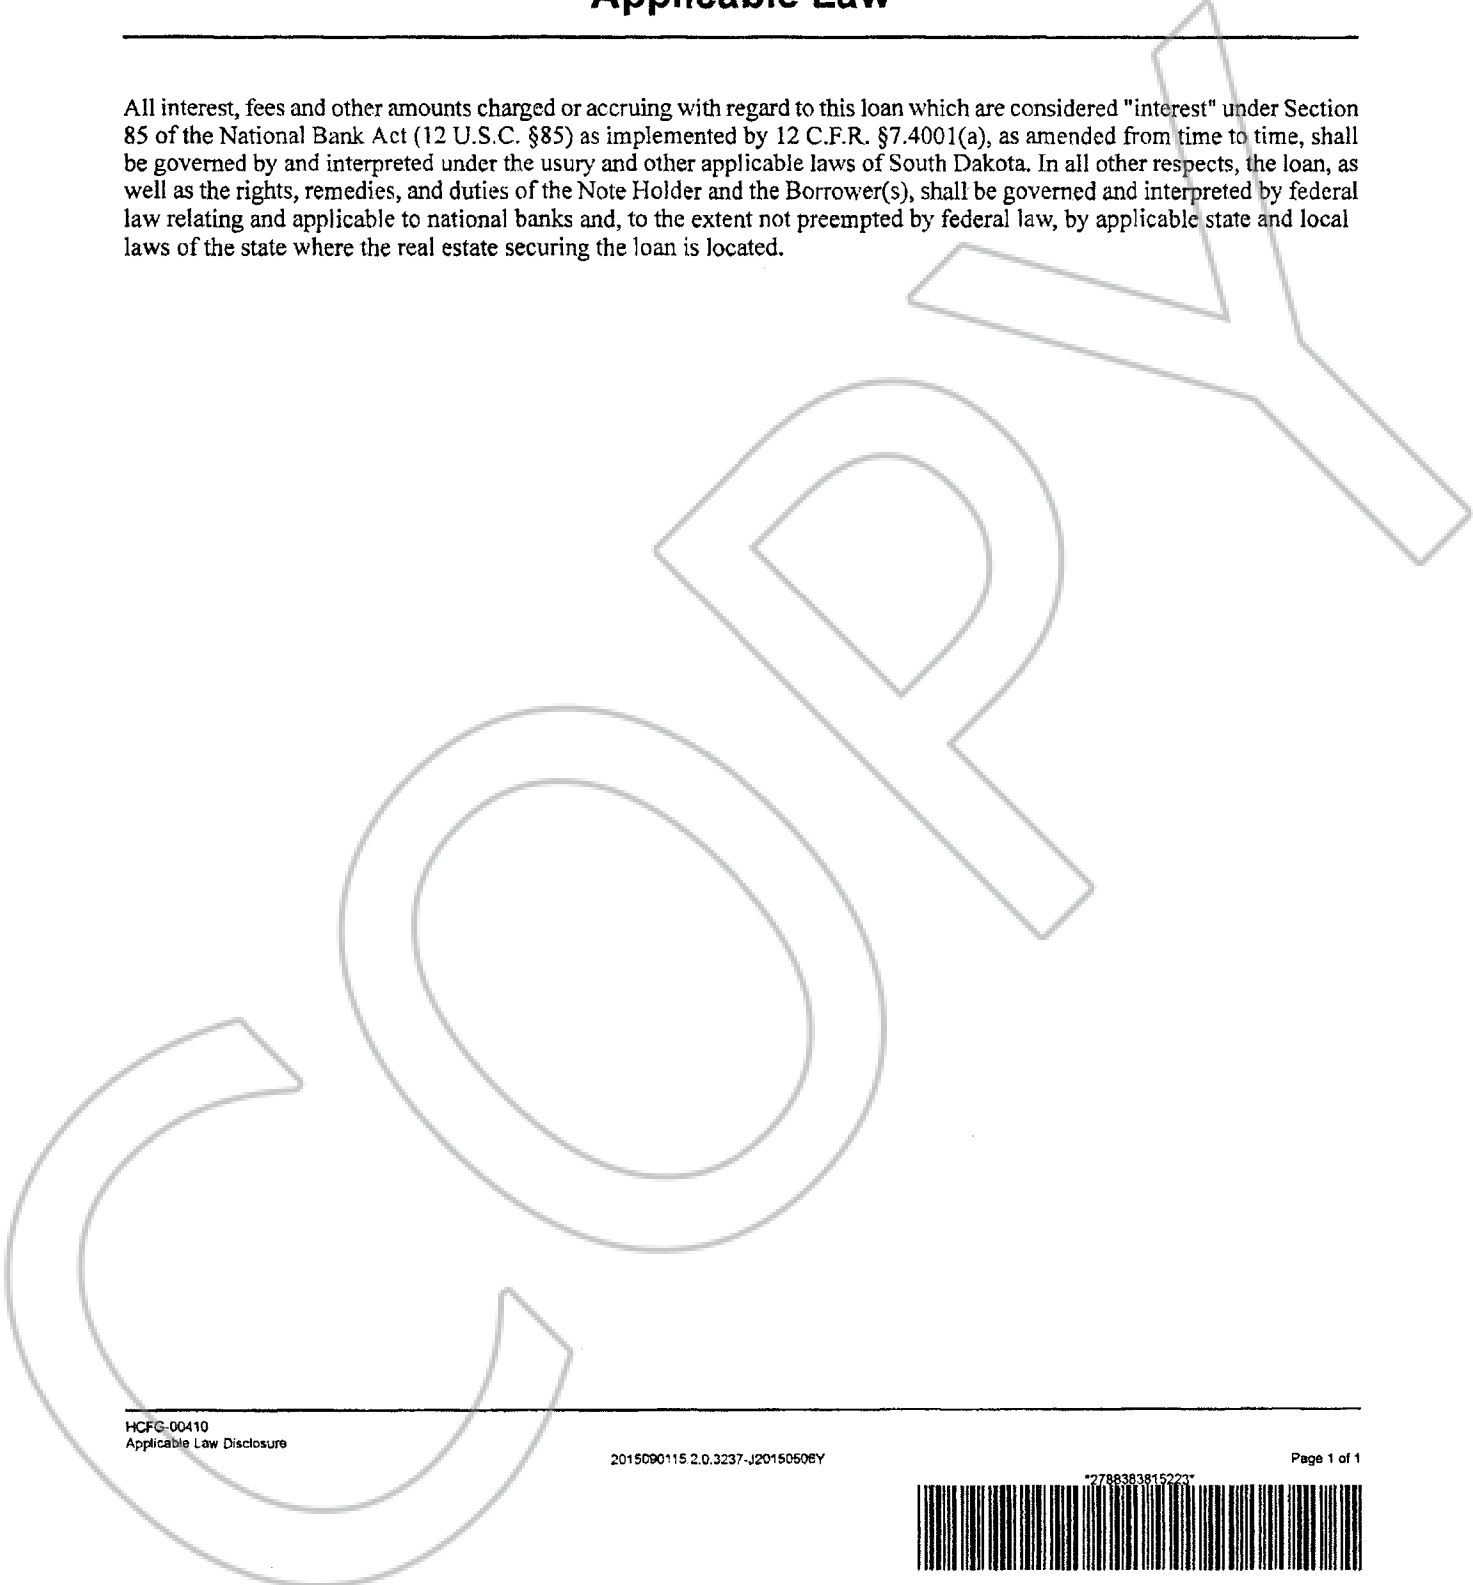 Applicable Law
All interest, fees and other amounts charged or accruing with regard to this loan which are considered "interest" under Section
85 of the National Bank Act (12 U.S.C. §85) as implemented by 12 C.F.R. §7.4001(a), as amended from time to time, shall
be governed by and interpreted under the usury and other applicable laws of South Dakota. In all other respects, the loan, as
well as the rights, remedies, and duties of the Note Holder and the Borrower(s), shall be governed and interpreted by federal
law relating and applicable to national banks and, to the extent not preempted by federal law, by applicable state and local
laws of the state where the real estate securing the loan is located.
COPY
HCFG-00410
Applicable Law Disclosure
2015090115.2.0.3237-J20150506Y
Page 1 of 1
*2788383815223*